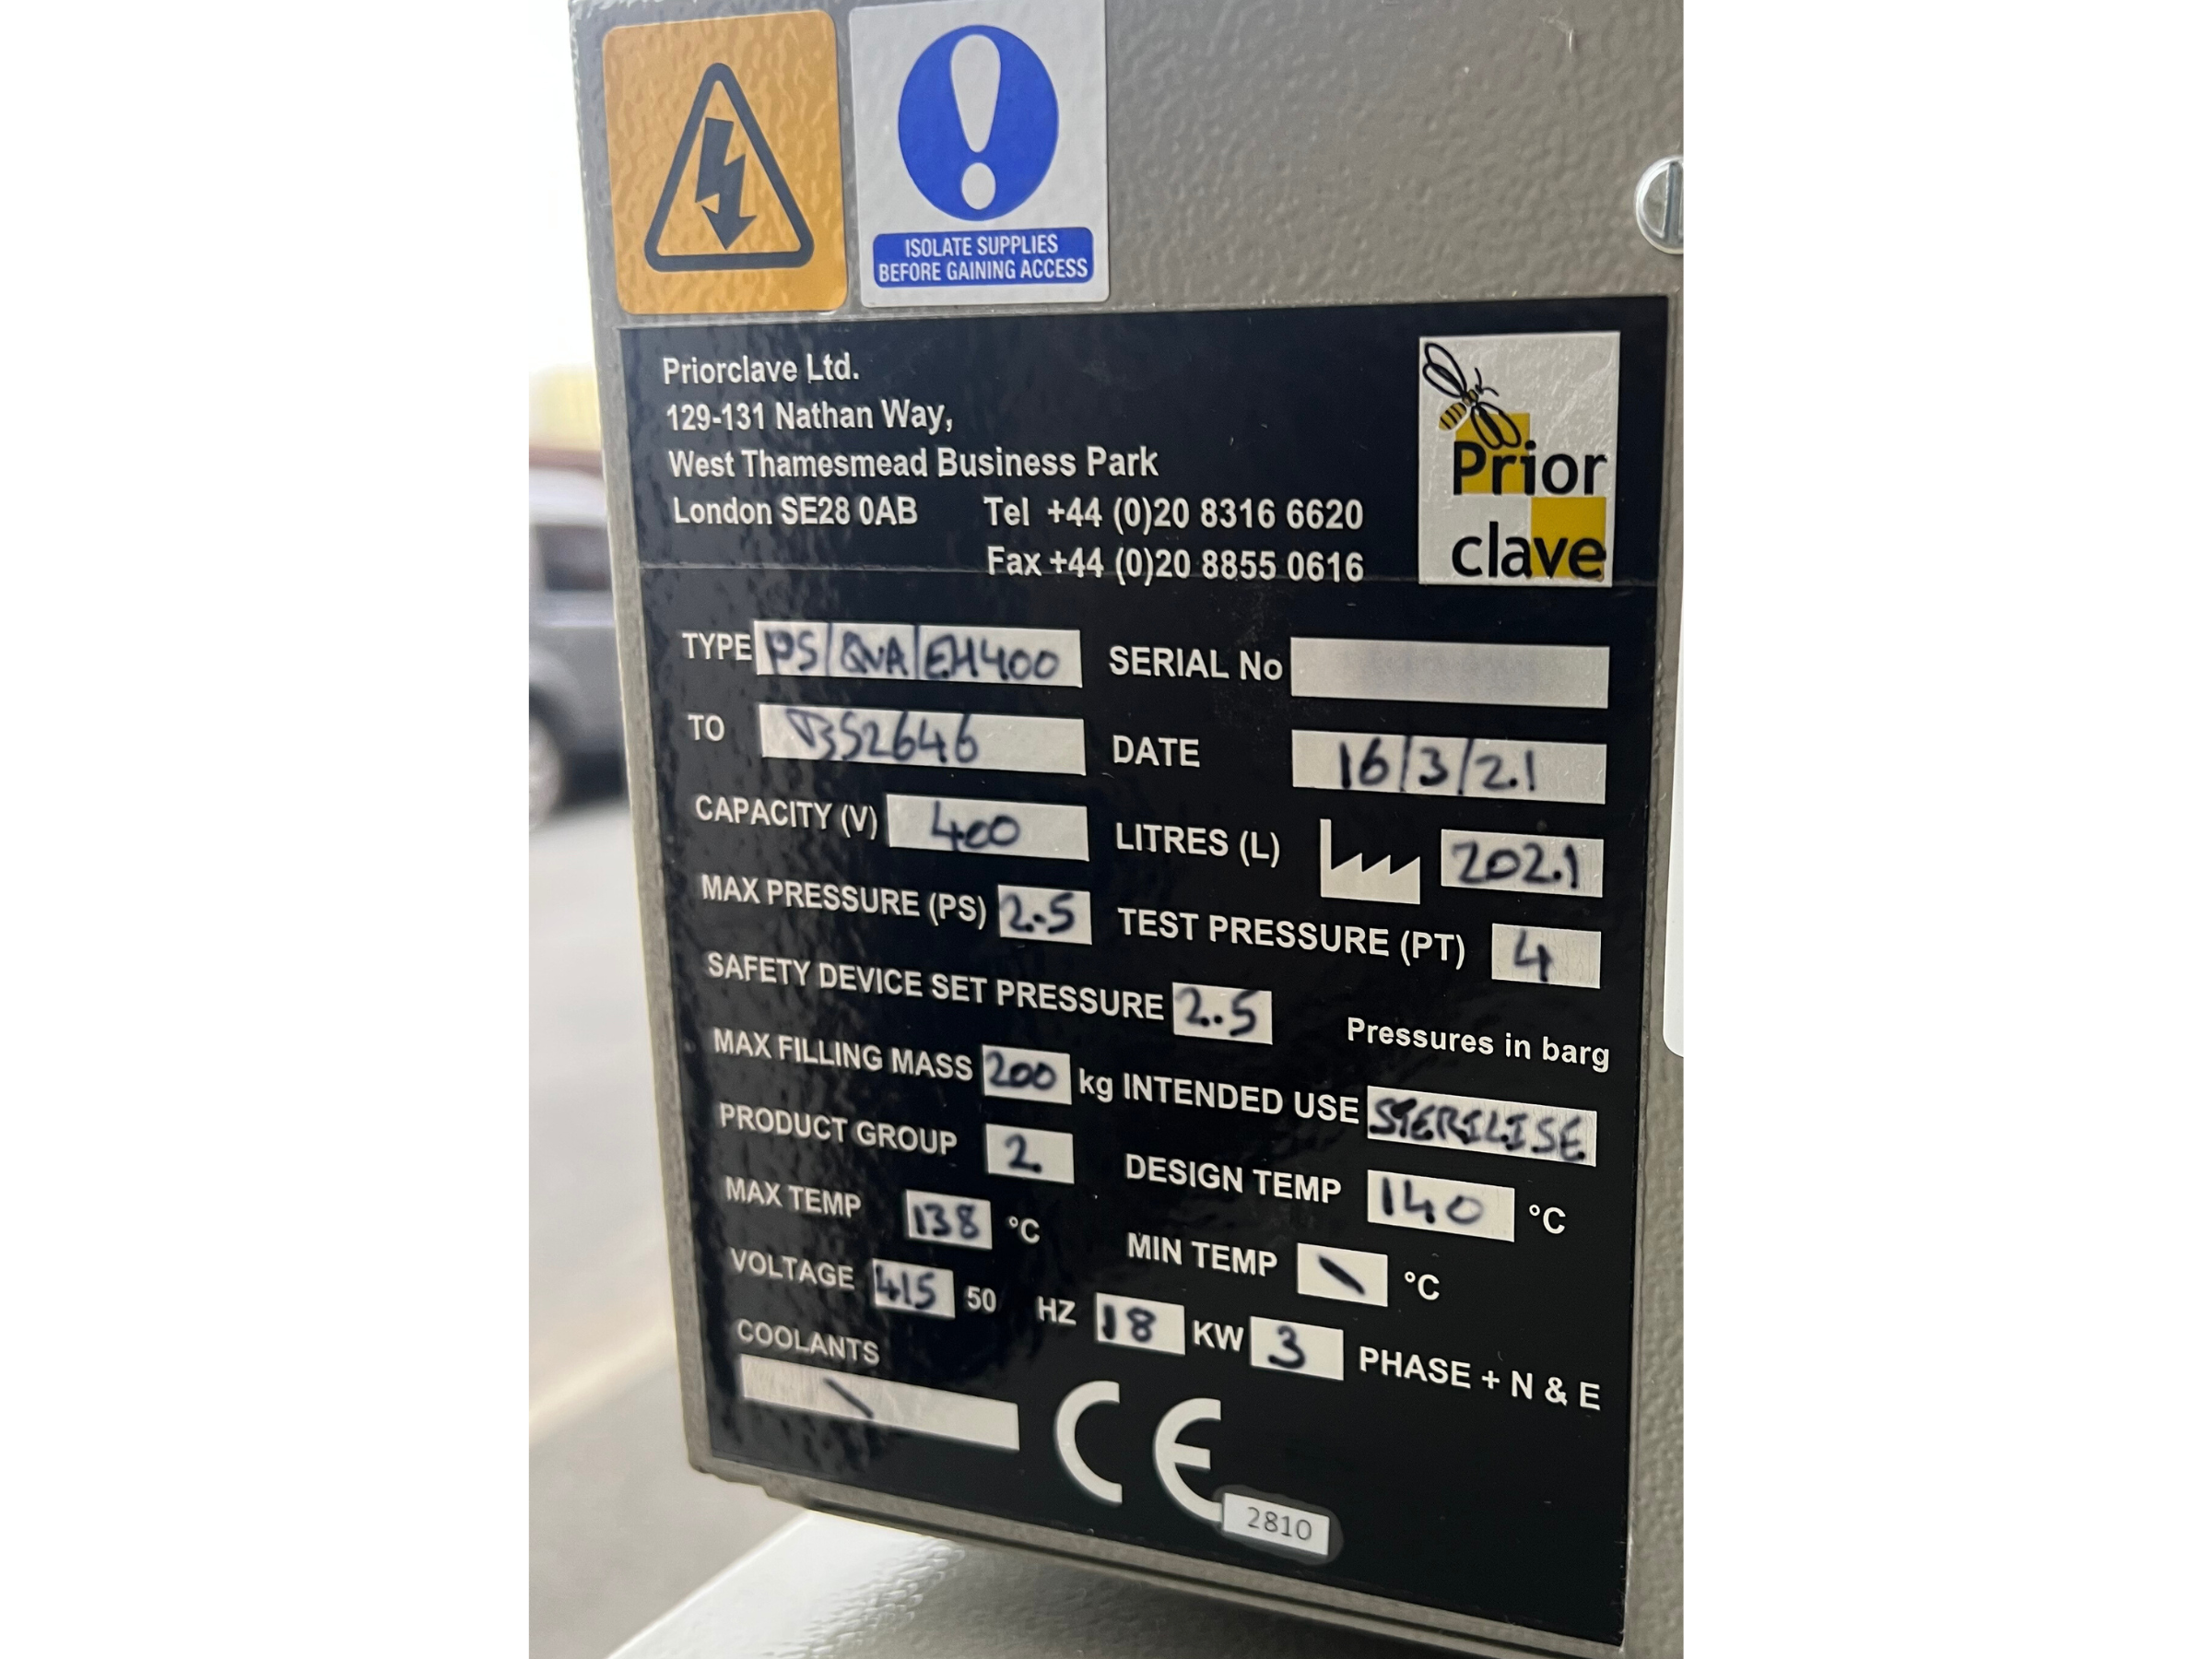 ISOLATE SUPPLIES
BEFORE GAINING ACCESS
Priorclave Ltd.
129-131 Nathan Way,
West Thamesmead Business Park
London SE28 0AB Tel +44 (0)20 8316 6620
Fax +44 (0)20 8855 0616
Prior
clave
TYPE PS/QVA/EH400 SERIAL No
TO BS2646 DATE 16/3/21
CAPACITY (V) 400 LITRES (L) 2021
MAX PRESSURE (PS) 2.5 TEST PRESSURE (PT) 4
SAFETY DEVICE SET PRESSURE 2.5 Pressures in barg
MAX FILLING MASS 200 kg INTENDED USE STERILISE
PRODUCT GROUP 2 DESIGN TEMP 140 °C
MAX TEMP 138 °C MIN TEMP \ °C
VOLTAGE 415 50 HZ 18 KW 3 PHASE + N & E
COOLANTS \
CE 2810